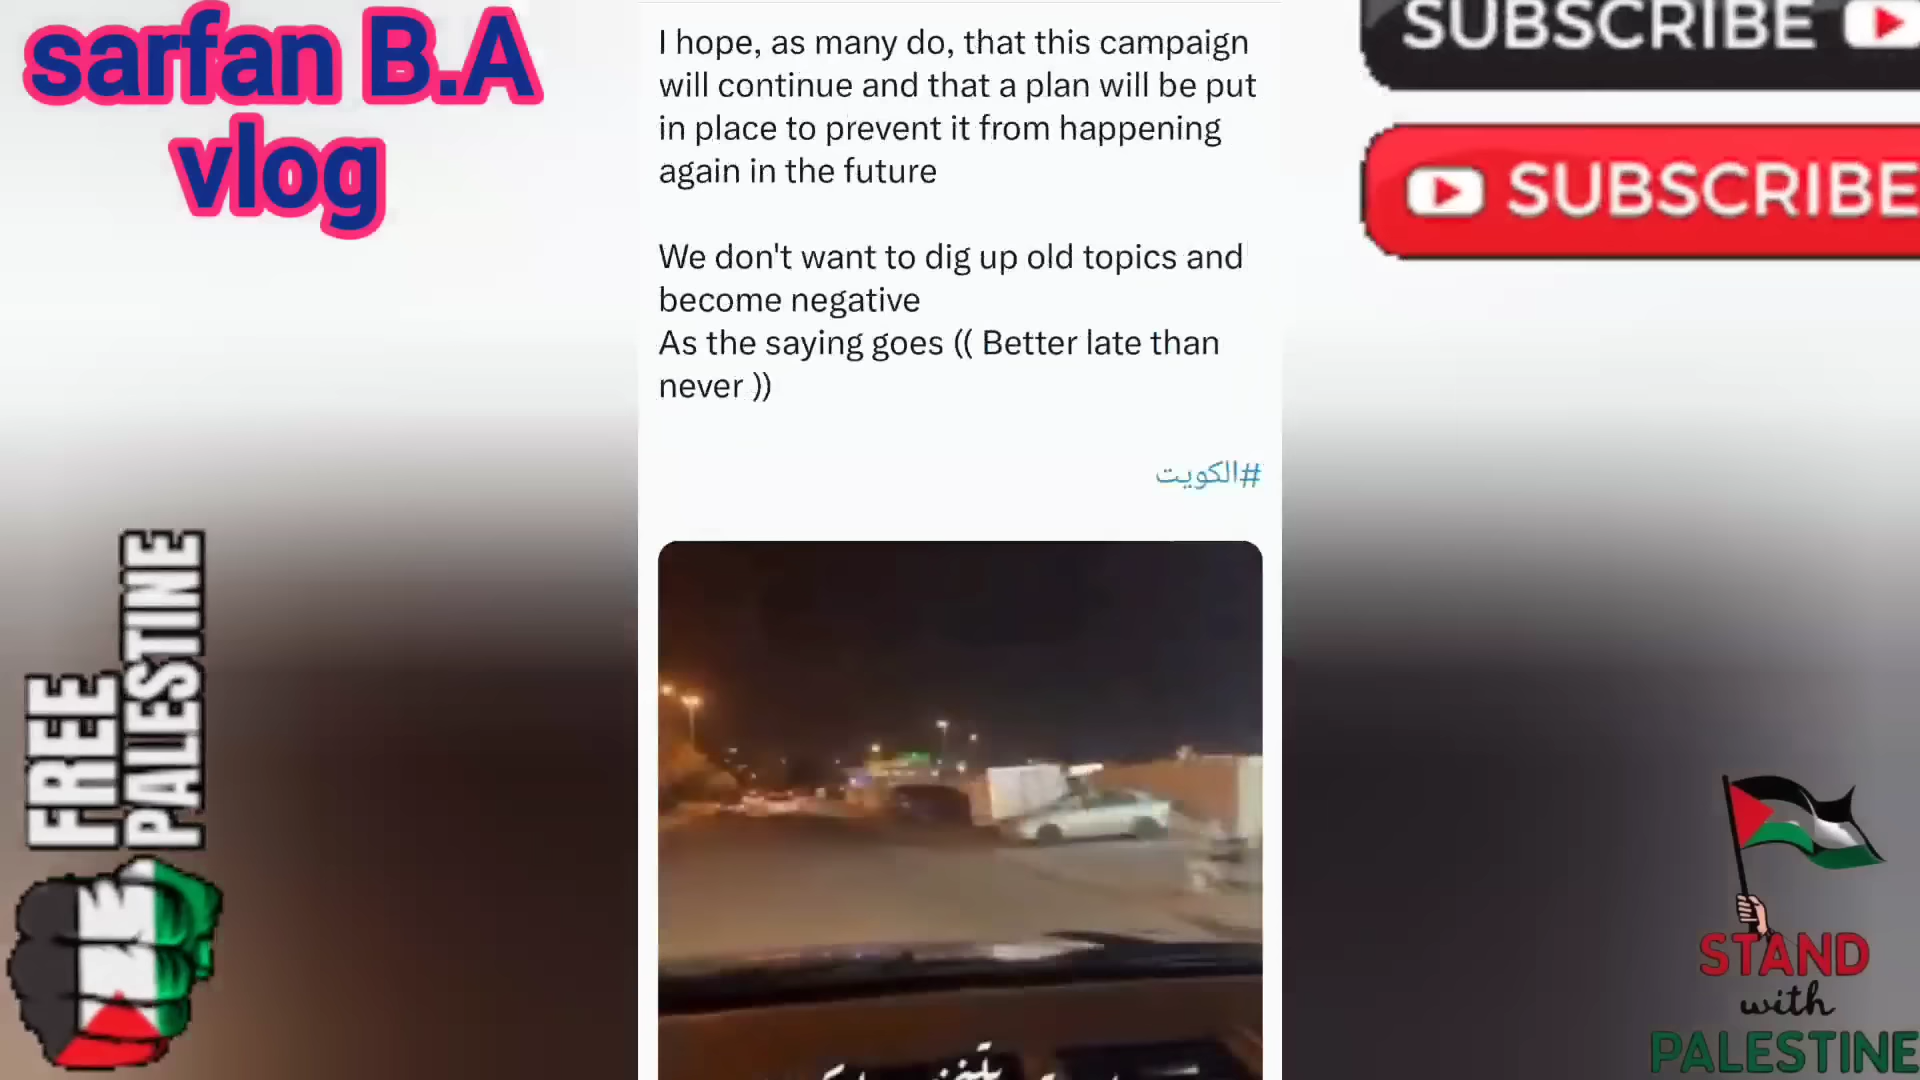 sarfan B.A
vlog
I hope, as many do, that this campaign
will continue and that a plan will be put
in place to prevent it from happening
again in the future
We don't want to dig up old topics and
become negative
As the saying goes (( Better late than
never ))
#الكويت
SUBSCRIBE
SUBSCRIBE
FREE
PALESTINE
STAND
with
PALESTINE